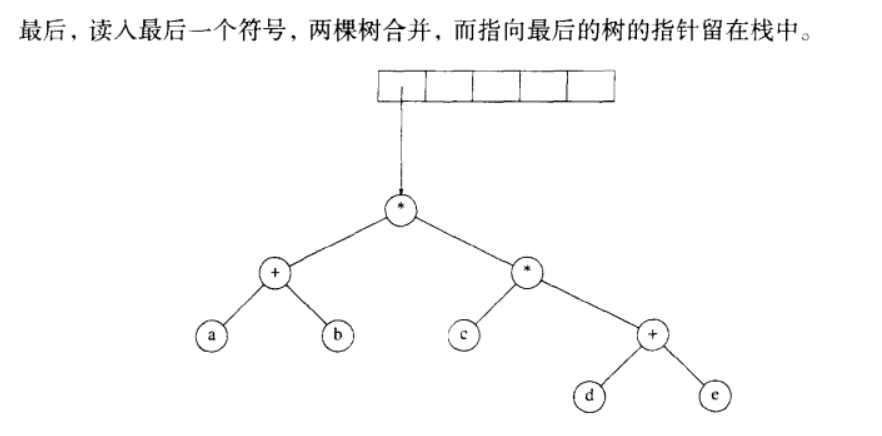 最后，读入最后一个符号，两棵树合并，而指向最后的树的指针留在栈中。
*
+ *
a b c +
d e